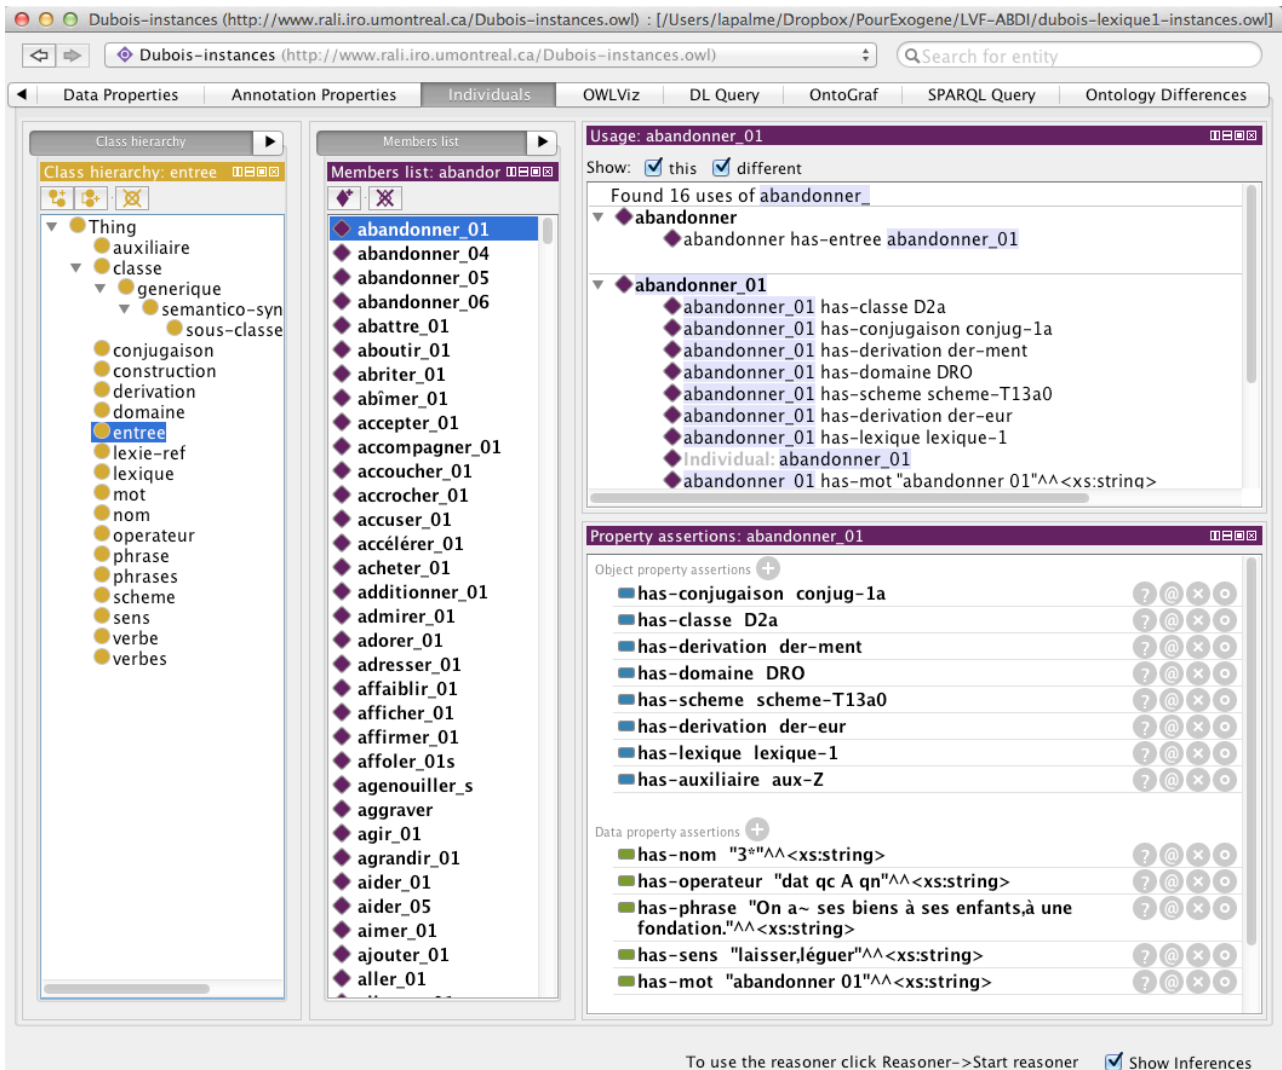 Dubois-instances (http://www.rali.iro.umontreal.ca/Dubois-instances.owl) : [/Users/lapalme/Dropbox/PourExogene/LVF-ABDI/dubois-lexique1-instances.owl]
Dubois-instances (http://www.rali.iro.umontreal.ca/Dubois-instances.owl)
Search for entity
Data Properties
Annotation Properties
Individuals
OWLViz
DL Query
OntoGraf
SPARQL Query
Ontology Differences
Class hierarchy
Class hierarchy: entree
Thing
auxiliaire
classe
generique
semantico-syn
sous-classe
conjugaison
construction
derivation
domaine
entree
lexie-ref
lexique
mot
nom
operateur
phrase
phrases
scheme
sens
verbe
verbes
Members list
Members list: abandor
abandonner_01
abandonner_04
abandonner_05
abandonner_06
abattre_01
aboutir_01
abriter_01
abîmer_01
accepter_01
accompagner_01
accoucher_01
accrocher_01
accuser_01
accélérer_01
acheter_01
additionner_01
admirer_01
adorer_01
adresser_01
affaiblir_01
afficher_01
affirmer_01
affoler_01s
agenouiller_s
aggraver
agir_01
agrandir_01
aider_01
aider_05
aimer_01
ajouter_01
aller_01
Usage: abandonner_01
Show: this different
Found 16 uses of abandonner_
abandonner
abandonner has-entree abandonner_01
abandonner_01
abandonner_01 has-classe D2a
abandonner_01 has-conjugaison conjug-1a
abandonner_01 has-derivation der-ment
abandonner_01 has-domaine DRO
abandonner_01 has-scheme scheme-T13a0
abandonner_01 has-derivation der-eur
abandonner_01 has-lexique lexique-1
Individual: abandonner_01
abandonner_01 has-mot "abandonner 01"^^<xs:string>
Property assertions: abandonner_01
Object property assertions
has-conjugaison conjug-1a
has-classe D2a
has-derivation der-ment
has-domaine DRO
has-scheme scheme-T13a0
has-derivation der-eur
has-lexique lexique-1
has-auxiliaire aux-Z
Data property assertions
has-nom "3*"^^<xs:string>
has-operateur "dat qc A qn"^^<xs:string>
has-phrase "On a~ ses biens à ses enfants,à une
fondation."^^<xs:string>
has-sens "laisser,léguer"^^<xs:string>
has-mot "abandonner 01"^^<xs:string>
To use the reasoner click Reasoner->Start reasoner
Show Inferences